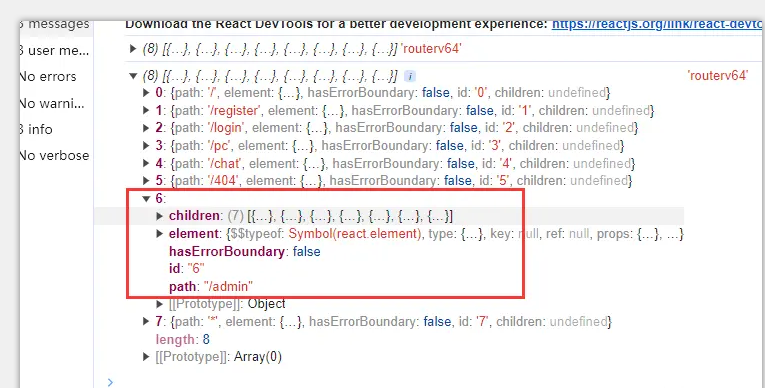 3 messages
3 user me...
No errors
No warnin...
3 info
No verbose
Download the React DevTools for a better development experience: https://reactjs.org/link/react-devto
▶ (8) [{…}, {…}, {…}, {…}, {…}, {…}, {…}, {…}] 'routerv64'
▼ (8) [{…}, {…}, {…}, {…}, {…}, {…}, {…}, {…}] i 'routerv64'
▶ 0: {path: '/', element: {…}, hasErrorBoundary: false, id: '0', children: undefined}
▶ 1: {path: '/register', element: {…}, hasErrorBoundary: false, id: '1', children: undefined}
▶ 2: {path: '/login', element: {…}, hasErrorBoundary: false, id: '2', children: undefined}
▶ 3: {path: '/pc', element: {…}, hasErrorBoundary: false, id: '3', children: undefined}
▶ 4: {path: '/chat', element: {…}, hasErrorBoundary: false, id: '4', children: undefined}
▶ 5: {path: '/404', element: {…}, hasErrorBoundary: false, id: '5', children: undefined}
▼ 6:
▶ children: (7) [{…}, {…}, {…}, {…}, {…}, {…}, {…}]
▶ element: {$$typeof: Symbol(react.element), type: {…}, key: null, ref: null, props: {…}, …}
hasErrorBoundary: false
id: "6"
path: "/admin"
▶ [[Prototype]]: Object
▶ 7: {path: '*', element: {…}, hasErrorBoundary: false, id: '7', children: undefined}
length: 8
▶ [[Prototype]]: Array(0)
>